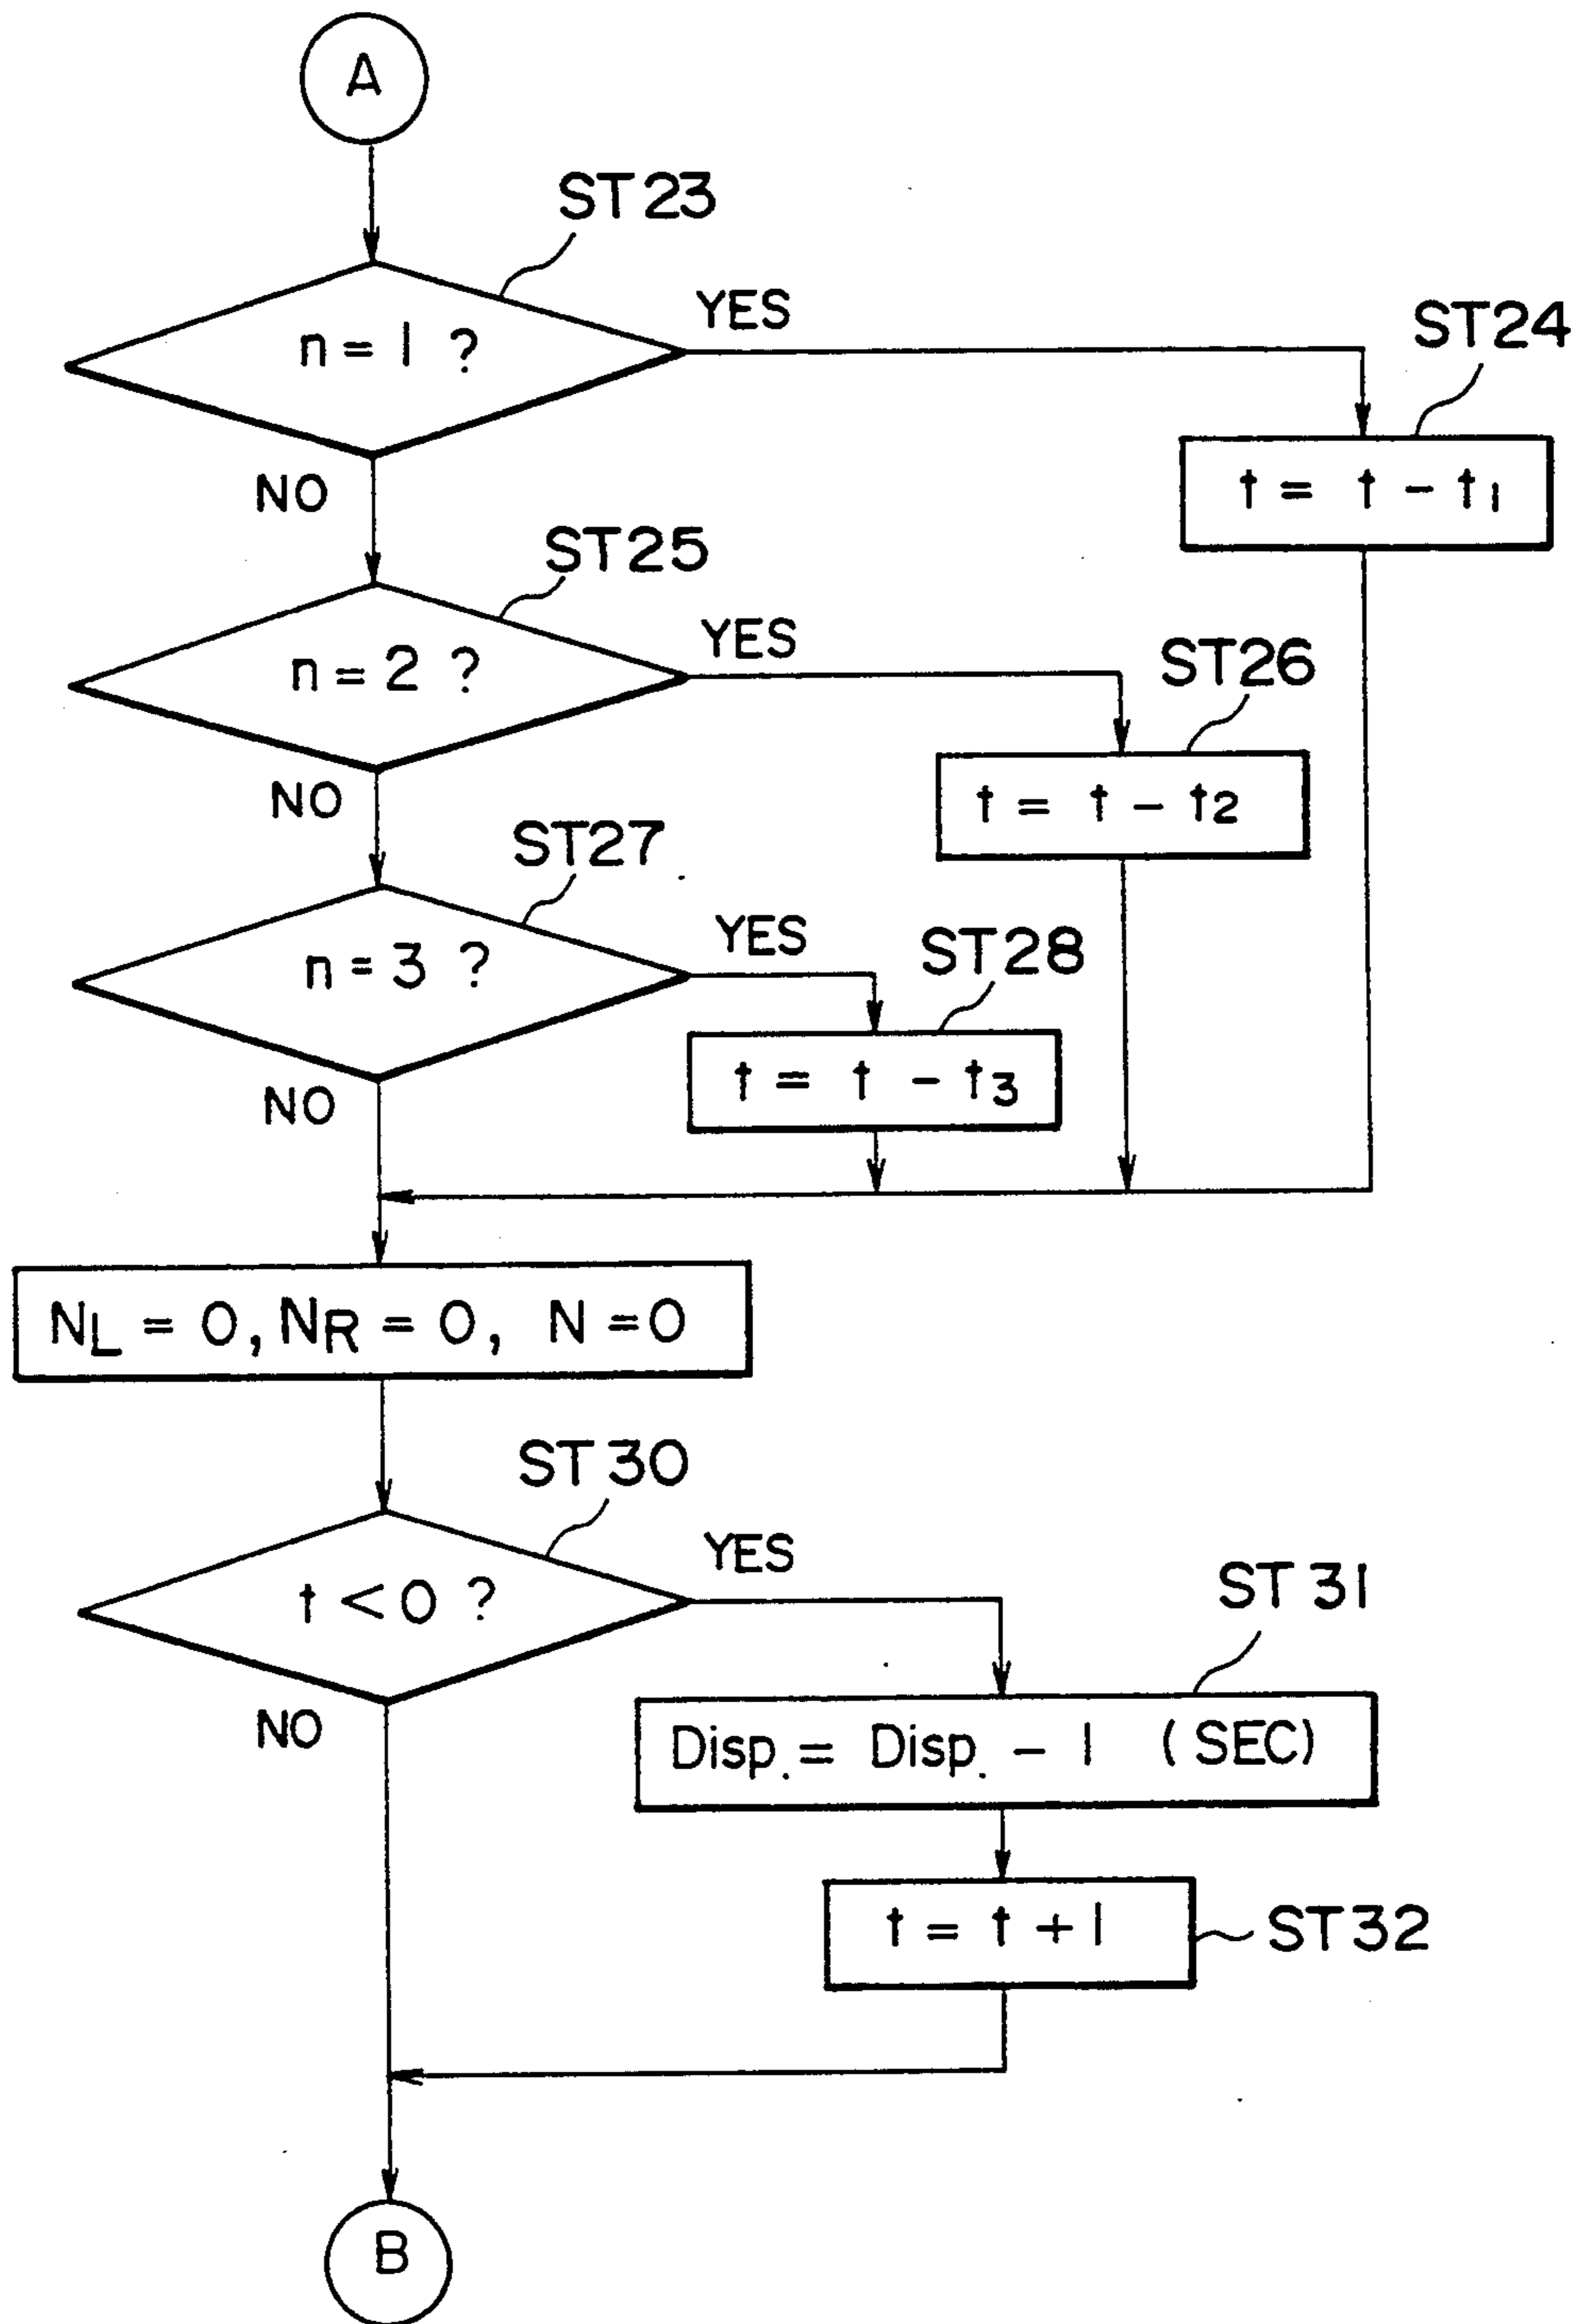 A
ST23
n = 1 ?
YES
ST24
t = t - t1
NO
ST25
n = 2 ?
YES
ST26
t = t - t2
NO
ST27
n = 3 ?
YES
ST28
t = t - t3
NO
NL = 0, NR = 0, N = 0
ST30
t < 0 ?
YES
ST31
Disp. = Disp. - 1 (SEC)
NO
t = t + 1
ST32
B